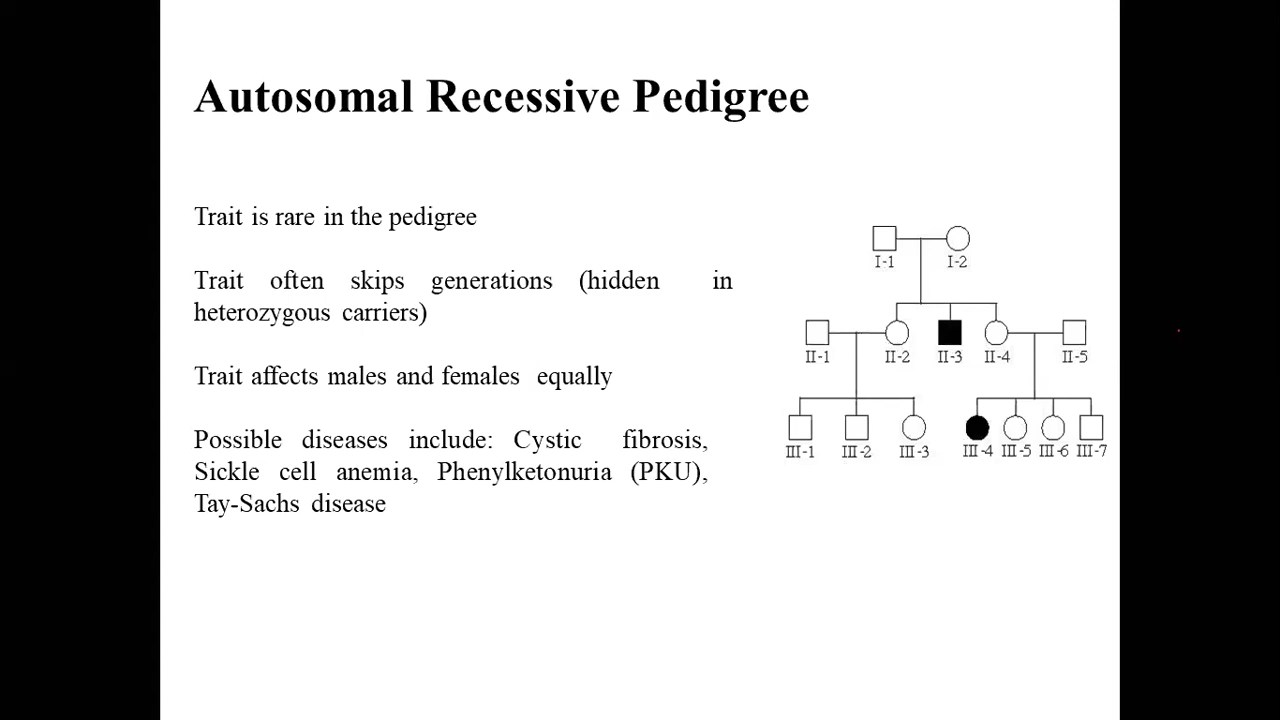 Autosomal Recessive Pedigree
Trait is rare in the pedigree
Trait often skips generations (hidden in
heterozygous carriers)
Trait affects males and females equally
Possible diseases include: Cystic fibrosis,
Sickle cell anemia, Phenylketonuria (PKU),
Tay-Sachs disease
I-1 I-2
II-1 II-2 II-3 II-4 II-5
III-1 III-2 III-3 III-4 III-5 III-6 III-7